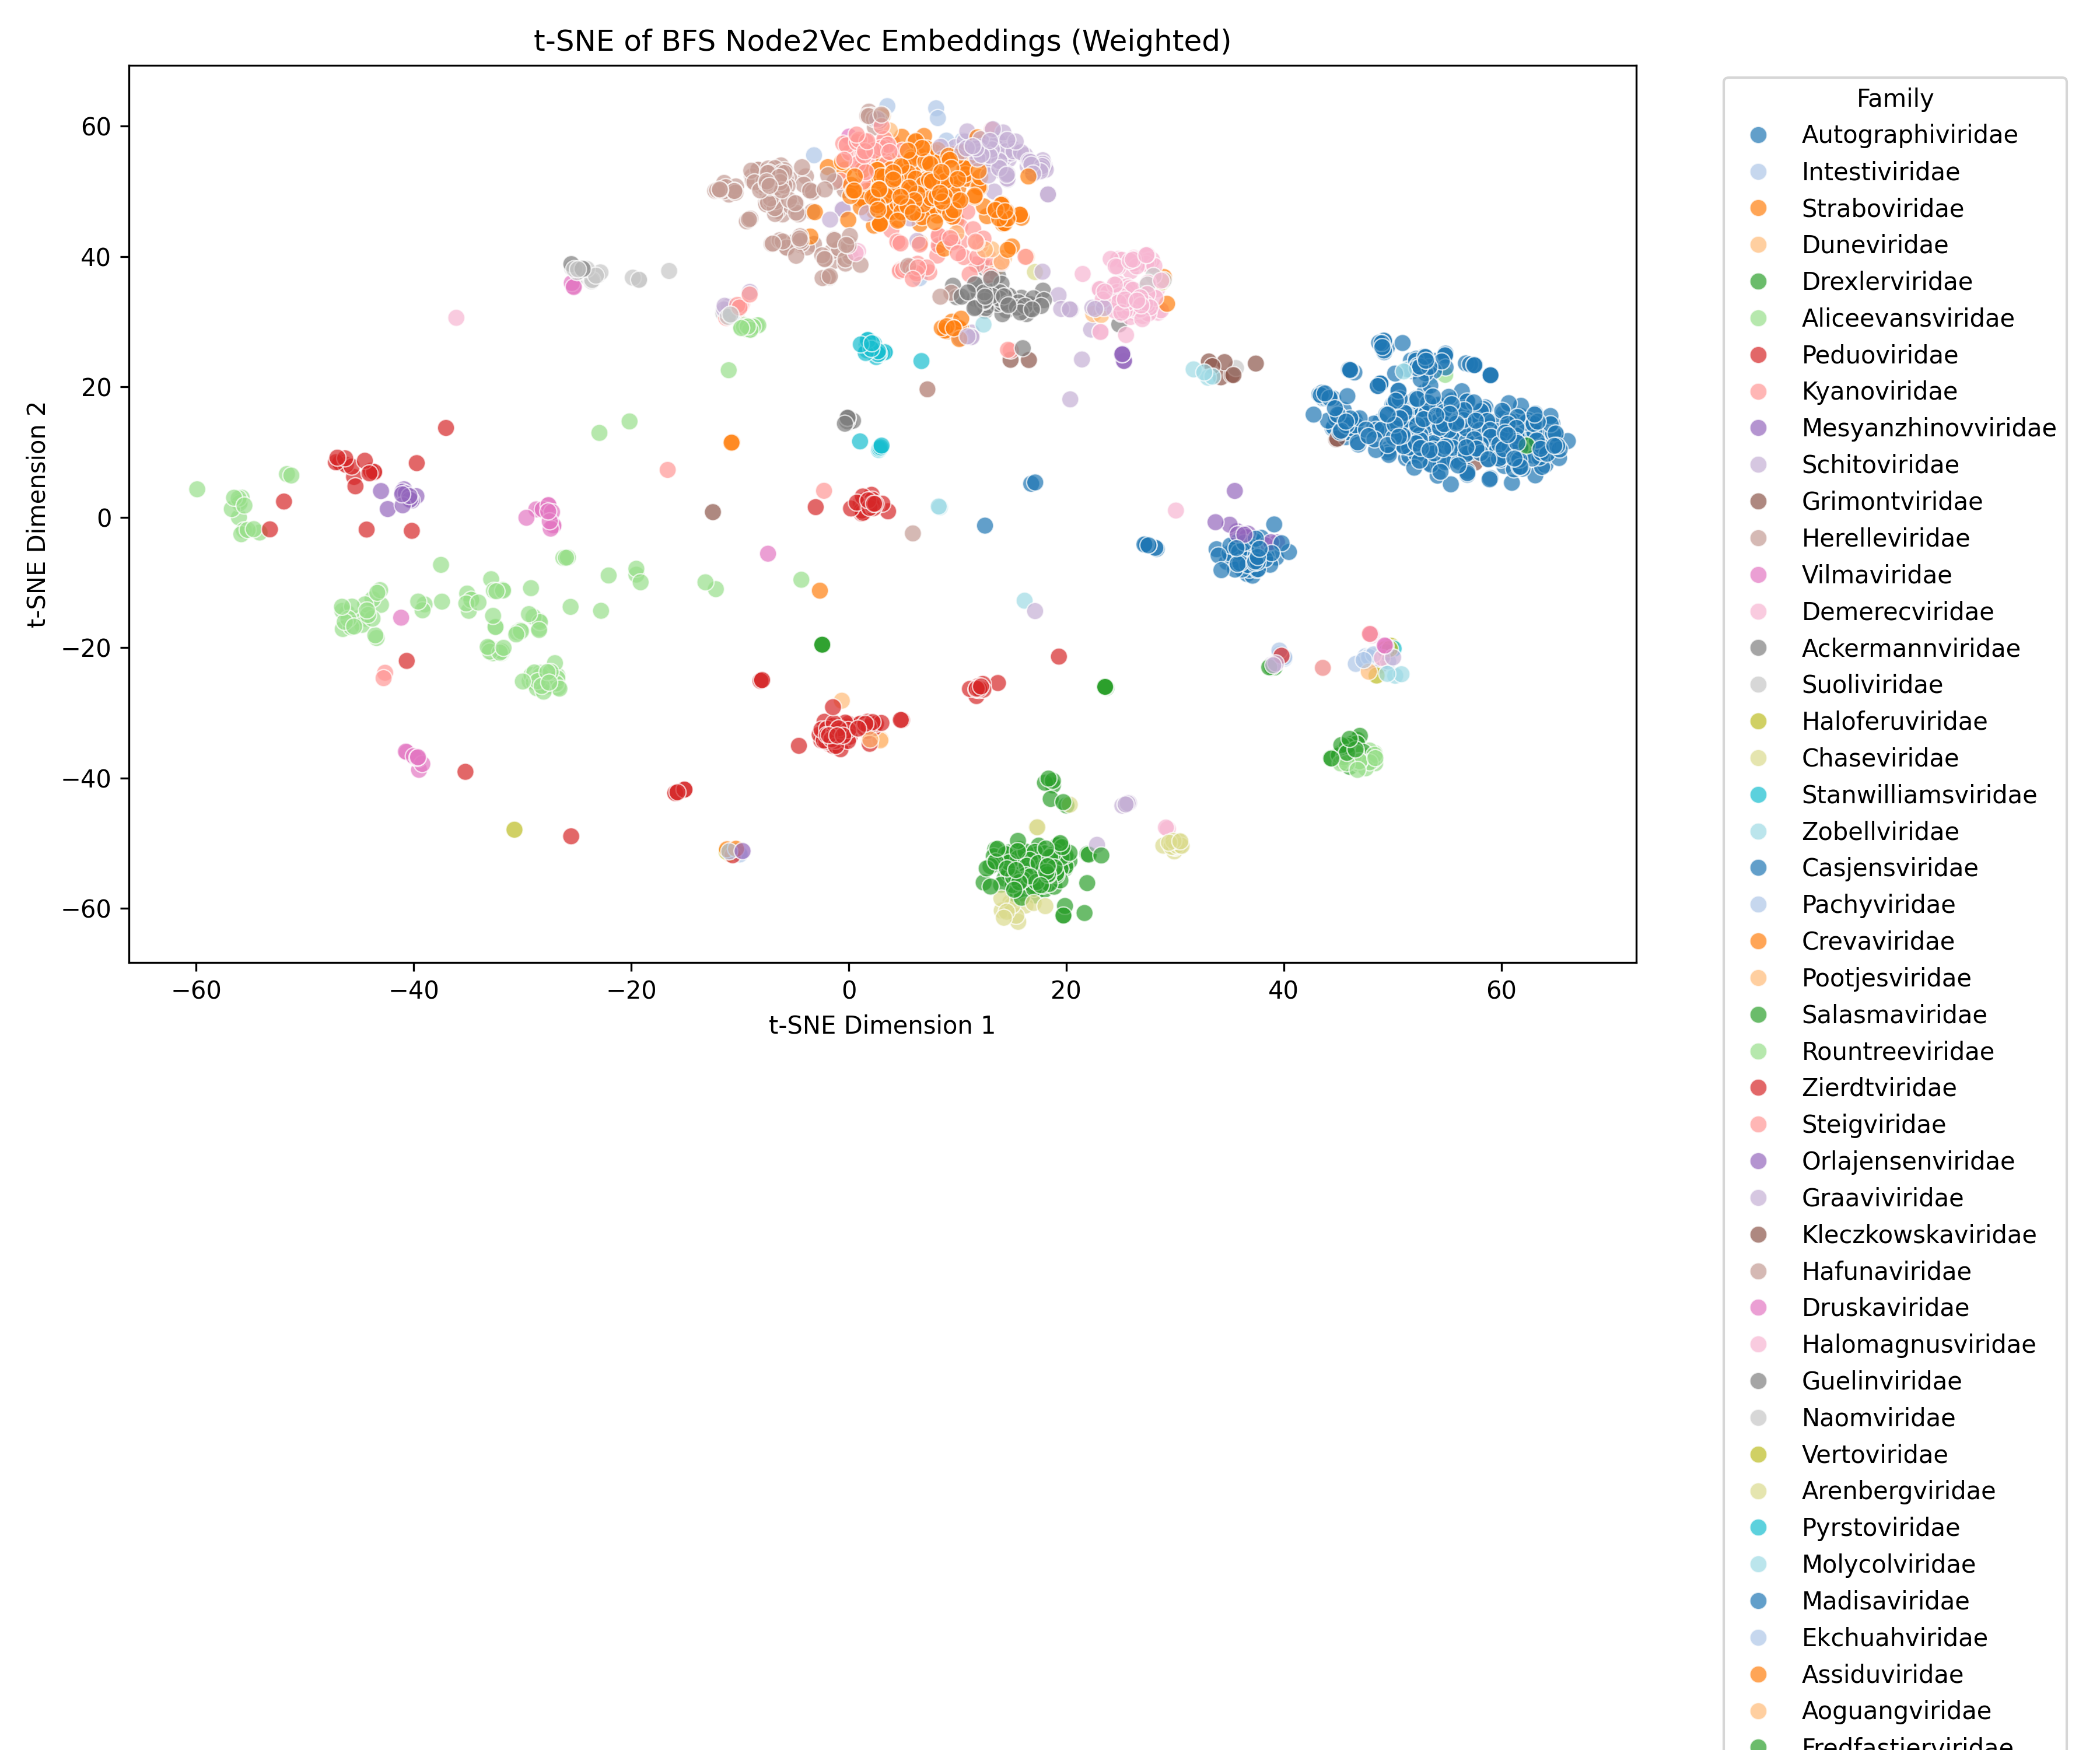 t-SNE of BFS Node2Vec Embeddings (Weighted)
t-SNE Dimension 2
60
40
20
0
−20
−40
−60
−60
−40
−20
0
20
40
60
t-SNE Dimension 1
Family
Autographiviridae
Intestiviridae
Straboviridae
Duneviridae
Drexlerviridae
Aliceevansviridae
Peduoviridae
Kyanoviridae
Mesyanzhinovviridae
Schitoviridae
Grimontviridae
Herelleviridae
Vilmaviridae
Demerecviridae
Ackermannviridae
Suoliviridae
Haloferuviridae
Chaseviridae
Stanwilliamsviridae
Zobellviridae
Casjensviridae
Pachyviridae
Crevaviridae
Pootjesviridae
Salasmaviridae
Rountreeviridae
Zierdtviridae
Steigviridae
Orlajensenviridae
Graaviviridae
Kleczkowskaviridae
Hafunaviridae
Druskaviridae
Halomagnusviridae
Guelinviridae
Naomviridae
Vertoviridae
Arenbergviridae
Pyrstoviridae
Molycolviridae
Madisaviridae
Ekchuahviridae
Assiduviridae
Aoguangviridae